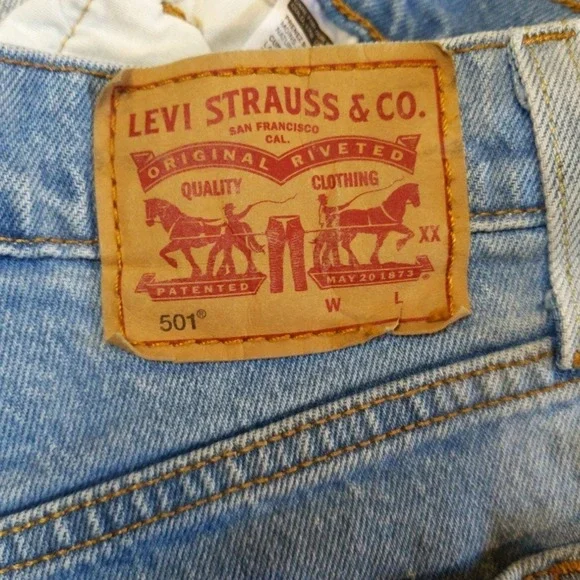 LEVI STRAUSS & CO.
SAN FRANCISCO
CAL.
ORIGINAL RIVETED
QUALITY CLOTHING
XX
PATENTED MAY 20 1873
W L
501®